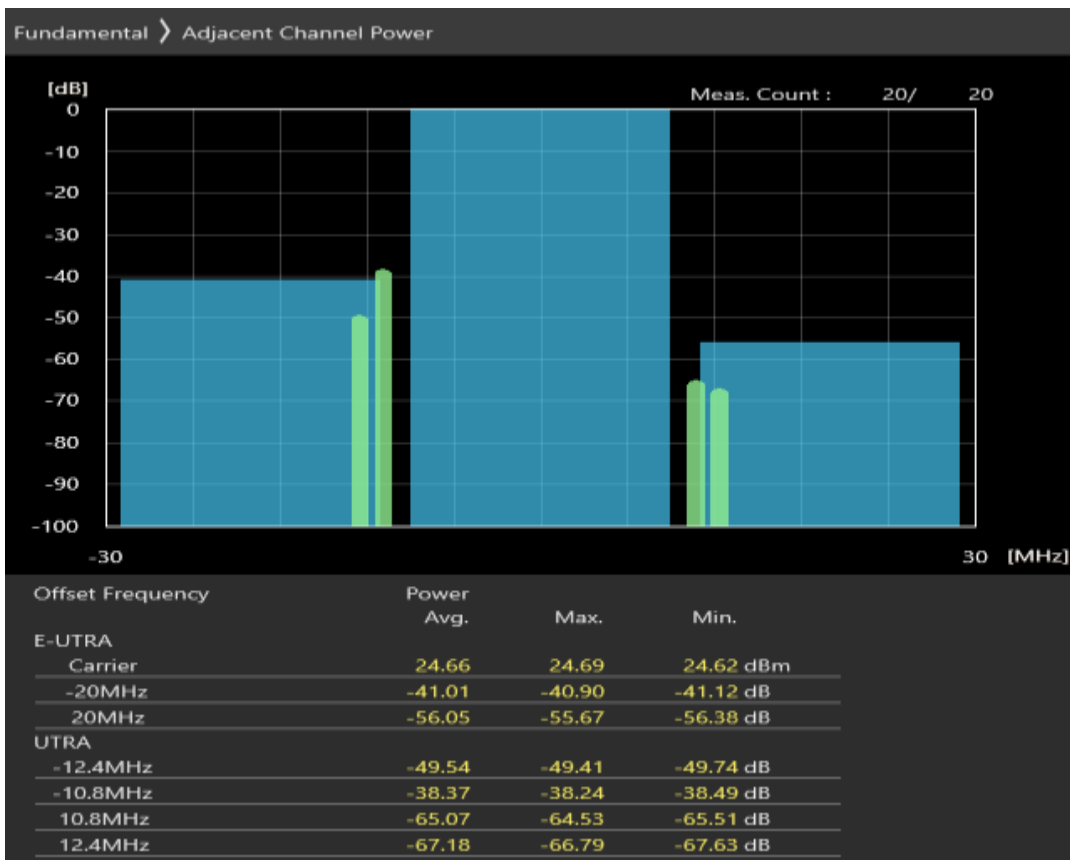 Fundamental ❯ Adjacent Channel Power
[dB]
Meas. Count : 20/ 20
0
-10
-20
-30
-40
-50
-60
-70
-80
-90
-100
-30 30 [MHz]
Offset Frequency Power
Avg. Max. Min.
E-UTRA
Carrier 24.66 24.69 24.62 dBm
-20MHz -41.01 -40.90 -41.12 dB
20MHz -56.05 -55.67 -56.38 dB
UTRA
-12.4MHz -49.54 -49.41 -49.74 dB
-10.8MHz -38.37 -38.24 -38.49 dB
10.8MHz -65.07 -64.53 -65.51 dB
12.4MHz -67.18 -66.79 -67.63 dB